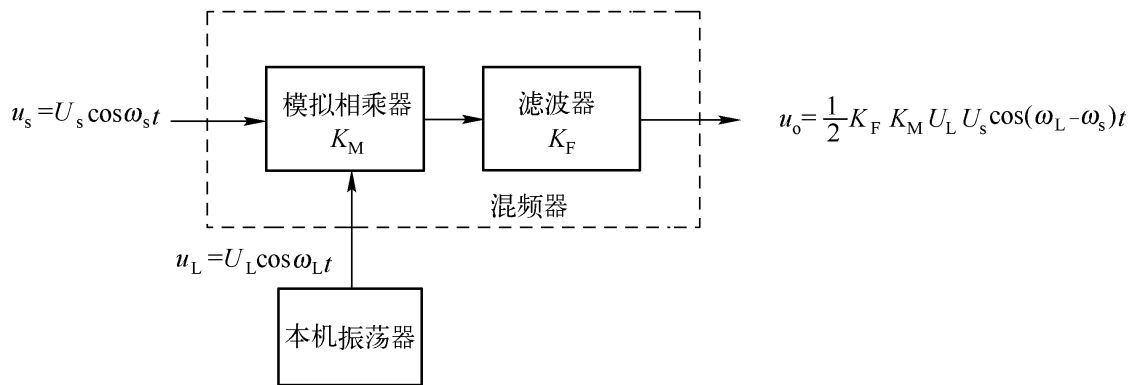 u_s=U_s cosω_s t
模拟相乘器
K_M
滤波器
K_F
u_o=\frac{1}{2}K_F K_M U_L U_s cos(ω_L-ω_s)t
混频器
u_L=U_L cosω_L t
本机振荡器